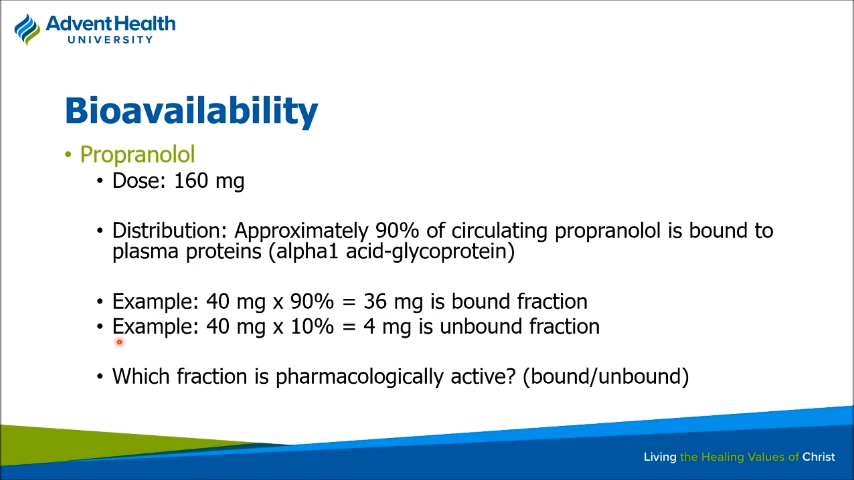 AdventHealth
UNIVERSITY
Bioavailability
• Propranolol
• Dose: 160 mg
• Distribution: Approximately 90% of circulating propranolol is bound to
plasma proteins (alpha1 acid-glycoprotein)
• Example: 40 mg x 90% = 36 mg is bound fraction
• Example: 40 mg x 10% = 4 mg is unbound fraction
• Which fraction is pharmacologically active? (bound/unbound)
Living the Healing Values of Christ